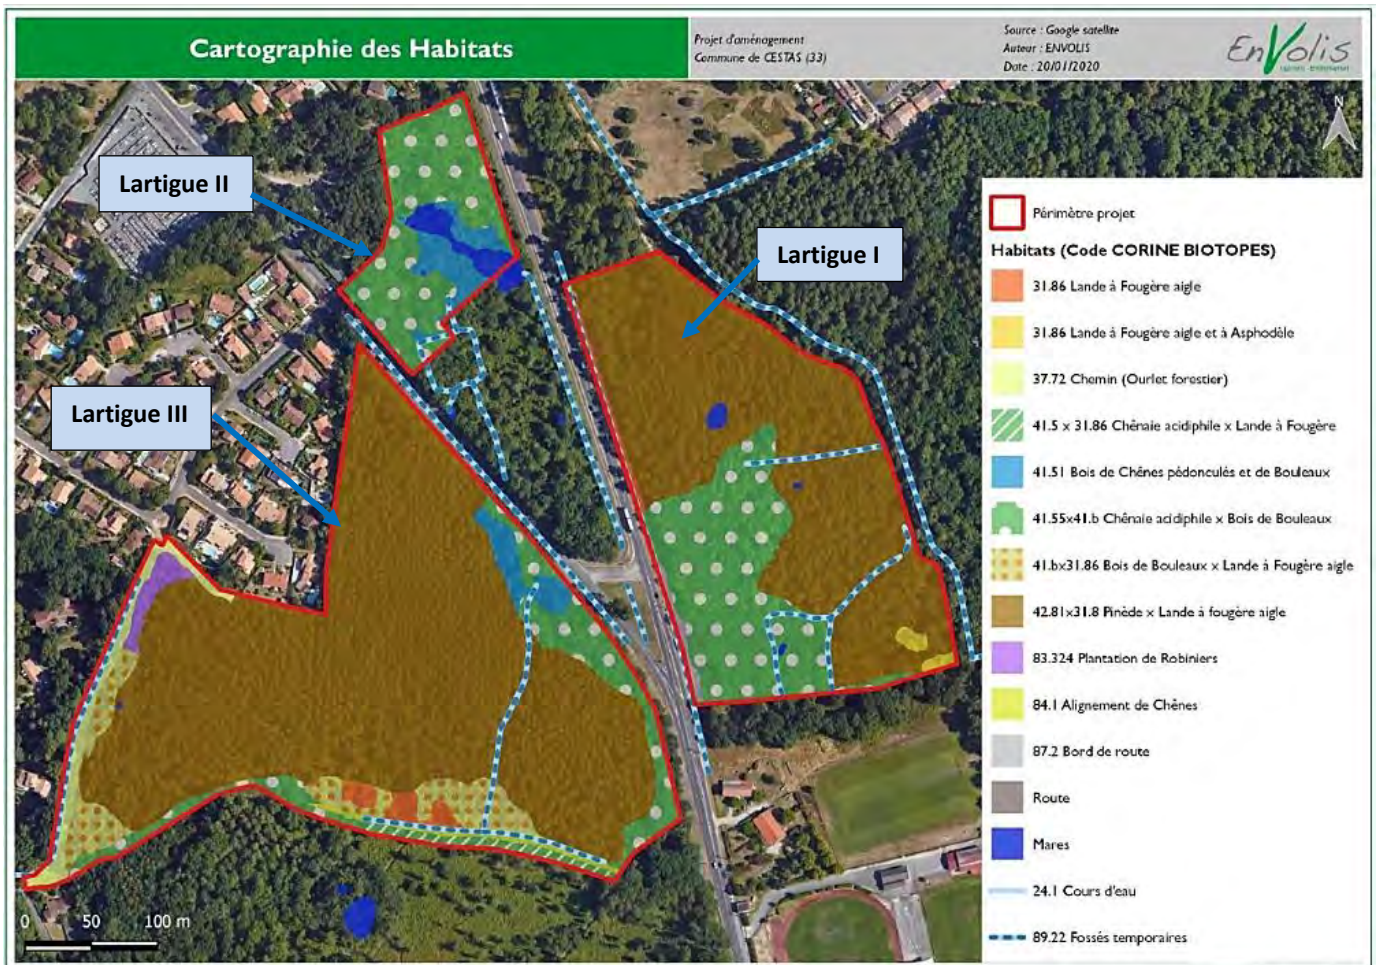 Cartographie des Habitats
Projet d'aménagement
Commune de CESTAS (33)
Source : Google satellite
Auteur : ENVOLIS
Date : 20/01/2020
EnVolis
N
Lartigue II
Lartigue I
Lartigue III
Périmètre projet
Habitats (Code CORINE BIOTOPES)
31.86 Lande à Fougère aigle
31.86 Lande à Fougère aigle et à Asphodèle
37.72 Chemin (Ourlet forestier)
41.5 x 31.86 Chênaie acidiphile x Lande à Fougère
41.51 Bois de Chênes pédonculés et de Bouleaux
41.55x41.b Chênaie acidiphile x Bois de Bouleaux
41.bx31.86 Bois de Bouleaux x Lande à Fougère aigle
42.81x31.8 Pinède x Lande à fougère aigle
83.324 Plantation de Robiniers
84.1 Alignement de Chênes
87.2 Bord de route
Route
Mares
24.1 Cours d'eau
89.22 Fossés temporaires
0 50 100 m